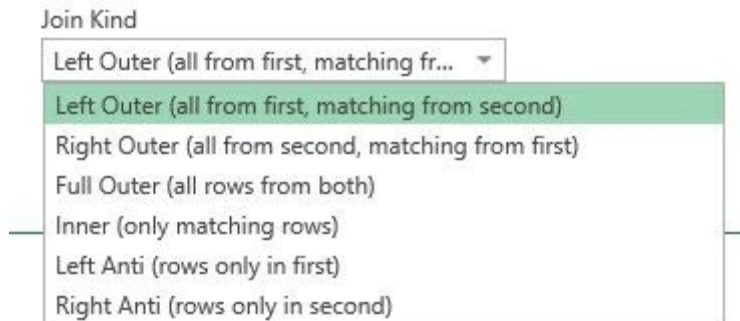 Join Kind
Left Outer (all from first, matching fr...
Left Outer (all from first, matching from second)
Right Outer (all from second, matching from first)
Full Outer (all rows from both)
Inner (only matching rows)
Left Anti (rows only in first)
Right Anti (rows only in second)